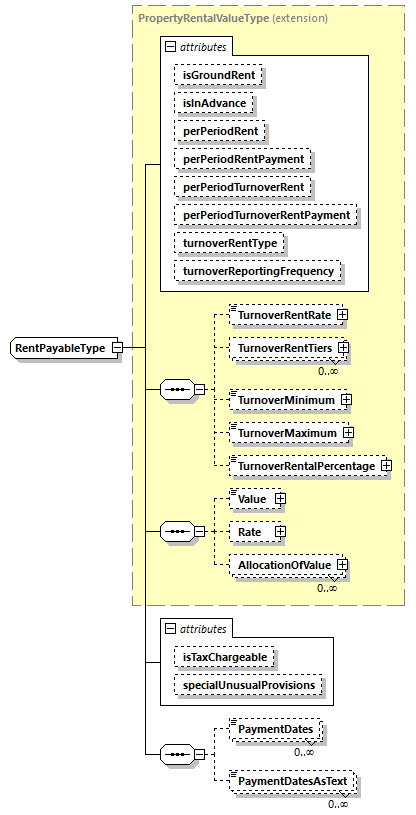 PropertyRentalValueType (extension)
attributes
isGroundRent
isInAdvance
perPeriodRent
perPeriodRentPayment
perPeriodTurnoverRent
perPeriodTurnoverRentPayment
turnoverRentType
turnoverReportingFrequency
RentPayableType
TurnoverRentRate
TurnoverRentTiers
0..∞
TurnoverMinimum
TurnoverMaximum
TurnoverRentalPercentage
Value
Rate
AllocationOfValue
0..∞
attributes
isTaxChargeable
specialUnusualProvisions
PaymentDates
0..∞
PaymentDatesAsText
0..∞